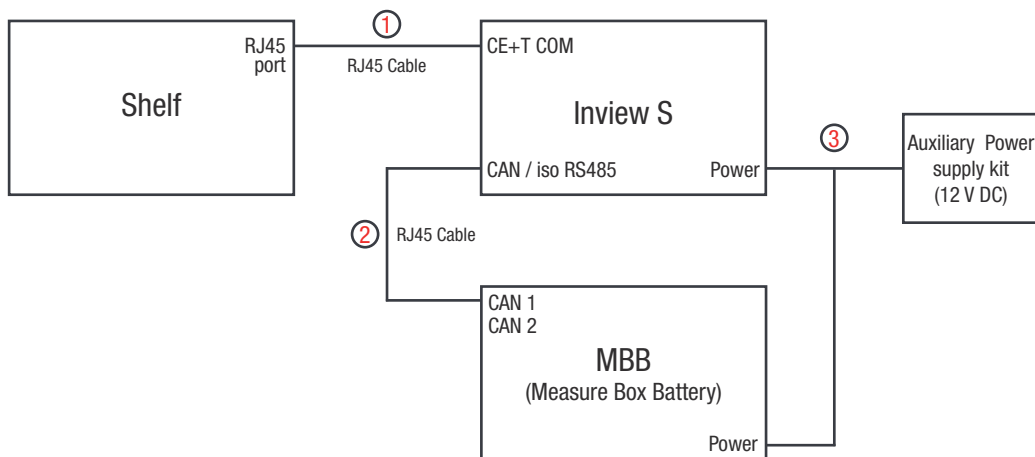 1
RJ45
port
CE+T COM
RJ45 Cable
Shelf
Inview S
3
Auxiliary Power
supply kit
(12 V DC)
CAN / iso RS485
Power
2
RJ45 Cable
CAN 1
CAN 2
MBB
(Measure Box Battery)
Power